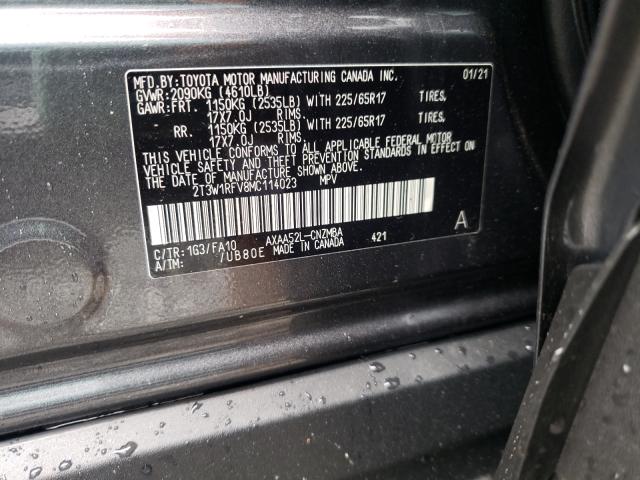 MFD.BY:TOYOTA MOTOR MANUFACTURING CANADA INC. 01/21
GVWR:2090KG (4610LB)
GAWR:FRT. 1150KG (2535LB) WITH 225/65R17 TIRES,
17X7.0J RIMS.
RR. 1150KG (2535LB) WITH 225/65R17 TIRES,
17X7.0J RIMS.
THIS VEHICLE CONFORMS TO ALL APPLICABLE FEDERAL MOTOR
VEHICLE SAFETY AND THEFT PREVENTION STANDARDS IN
EFFECT ON THE DATE OF MANUFACTURE SHOWN ABOVE.
2T3W1RFV8MC114023 MPV
A
C/TR:1G3/FA10 AXAA52L-CNZMBA 421
A/TM: /UB80E MADE IN CANADA